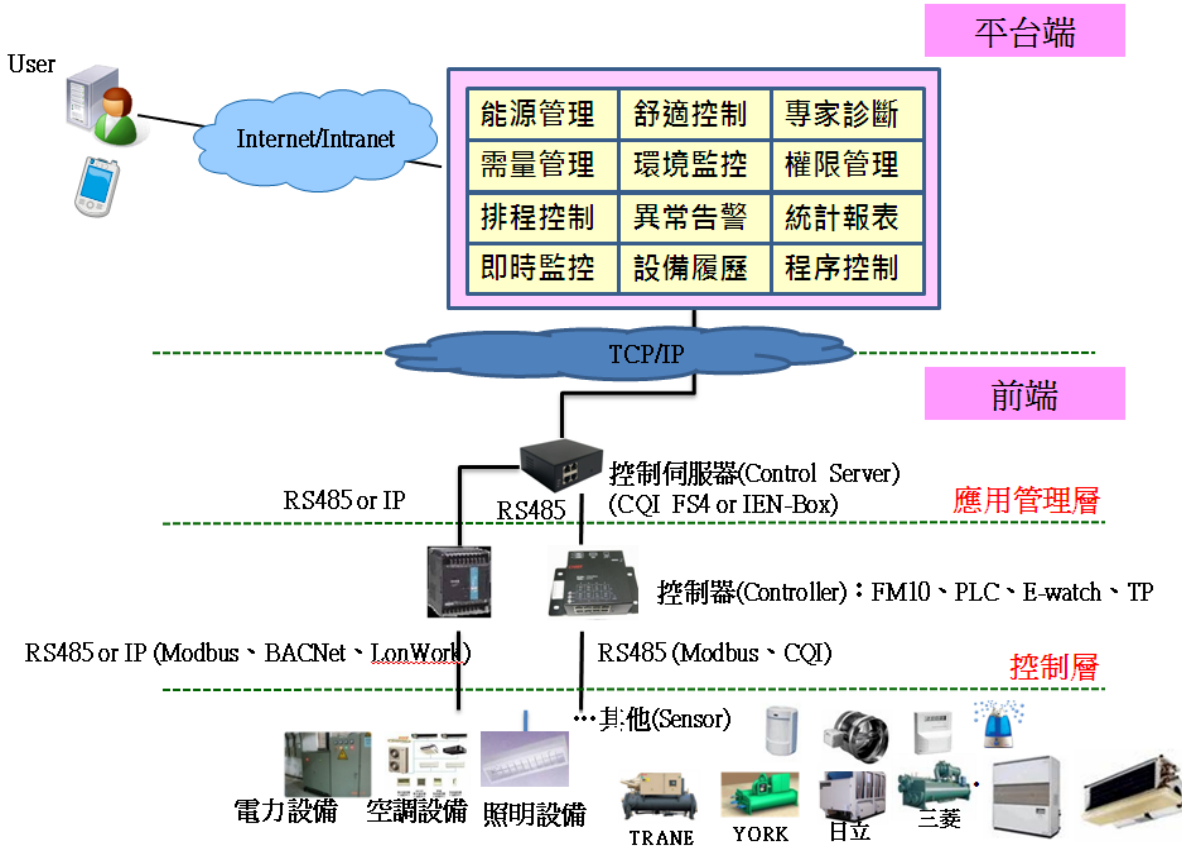 平台端
User
Internet/Intranet
能源管理 舒適控制 專家診斷
需量管理 環境監控 權限管理
排程控制 異常告警 統計報表
即時監控 設備履歷 程序控制
TCP/IP
前端
控制伺服器(Control Server)
(CQI FS4 or IEN-Box)
RS485 or IP
RS485
應用管理層
控制器(Controller)：FM10、PLC、E-watch、TP
RS485 or IP (Modbus、BACNet、LonWork)
RS485 (Modbus、CQI)
控制層
…其他(Sensor)
電力設備
空調設備
照明設備
TRANE
YORK
日立
三菱